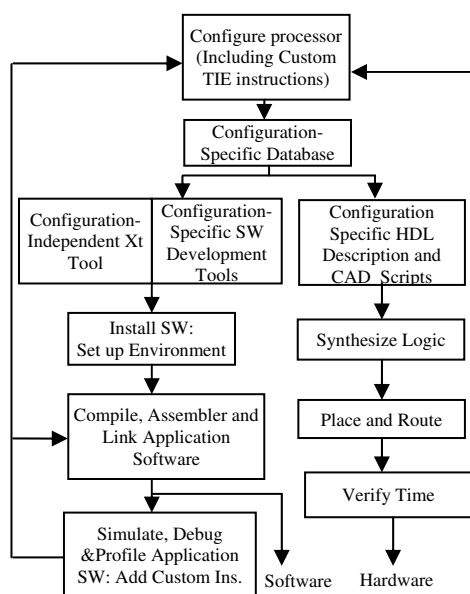 Configure processor
(Including Custom
TIE instructions)
Configuration-
Specific Database
Configuration-
Independent Xt
Tool
Configuration-
Specific SW
Development
Tools
Configuration
Specific HDL
Description and
CAD Scripts
Install SW:
Set up Environment
Synthesize Logic
Compile, Assembler and
Link Application
Software
Place and Route
Verify Time
Simulate, Debug
&Profile Application
SW: Add Custom Ins.
Software
Hardware